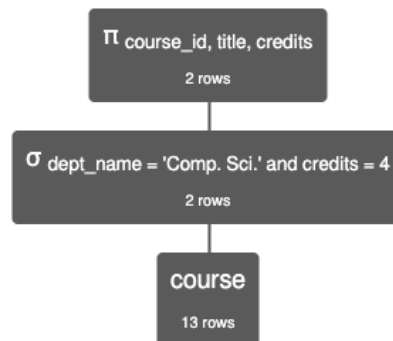 π course_id, title, credits
2 rows
σ dept_name = 'Comp. Sci.' and credits = 4
2 rows
course
13 rows